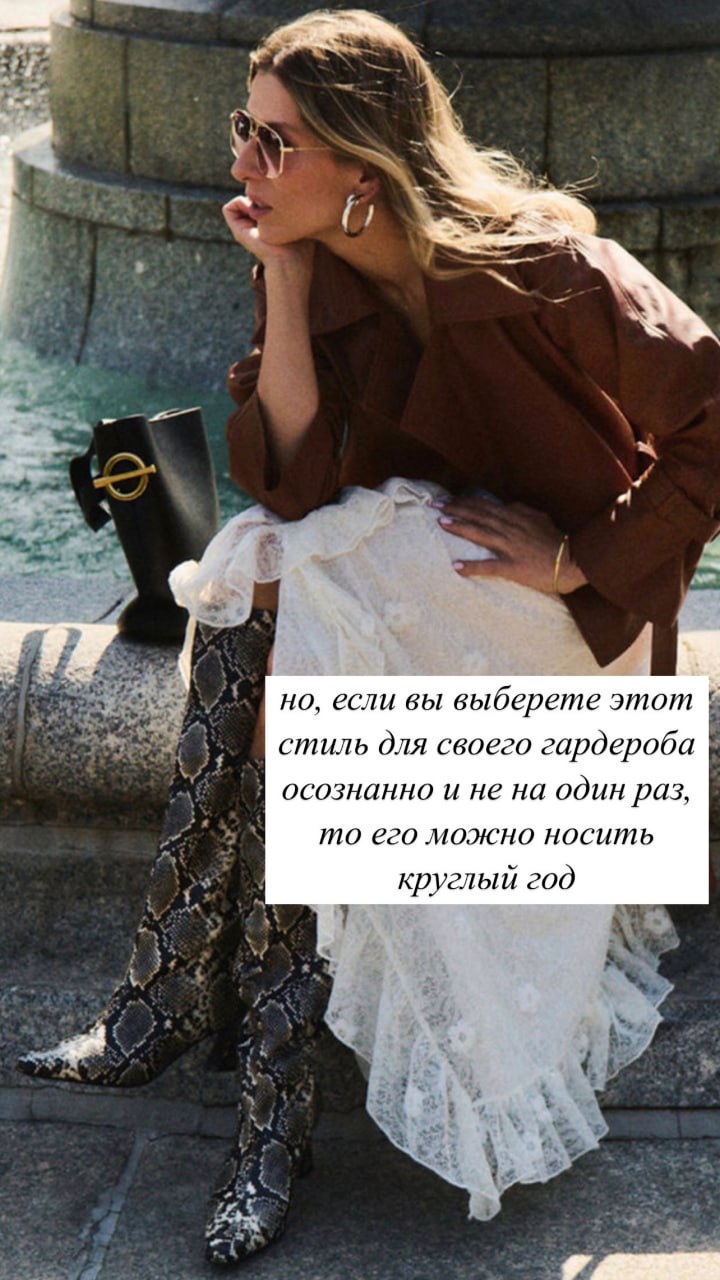 но, если вы выберете этот
стиль для своего гардероба
осознанно и не на один раз,
то его можно носить
круглый год